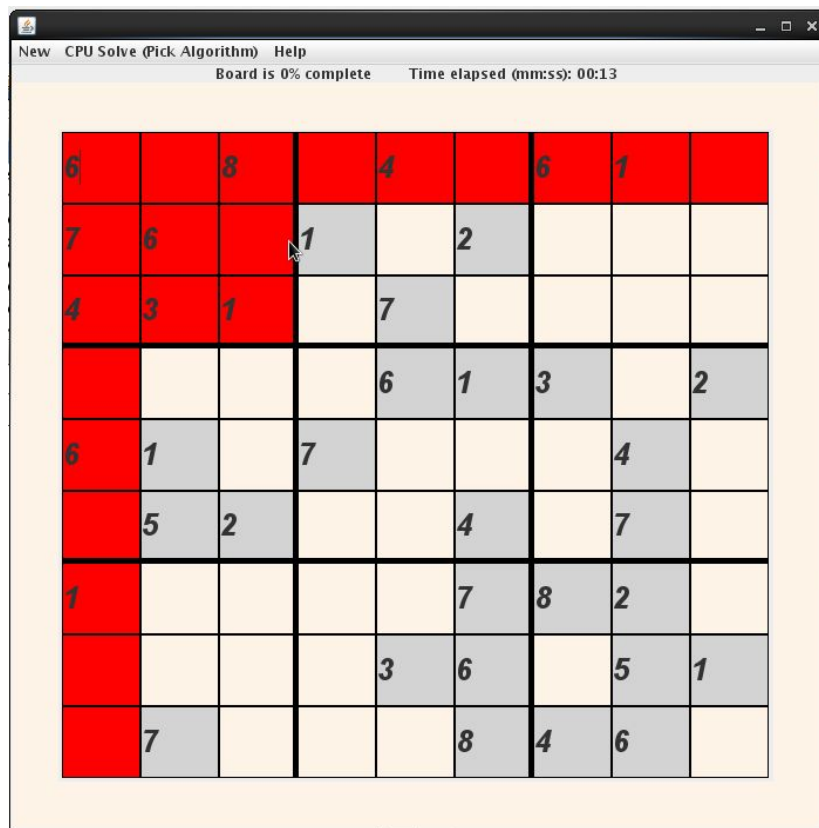 New CPU Solve (Pick Algorithm) Help
Board is 0% complete Time elapsed (mm:ss): 00:13
6 8 4 6 1
7 6 1 2
4 3 1 7
6 1 3 2
6 1 7 4
5 2 4 7
1 7 8 2
3 6 5 1
7 8 4 6